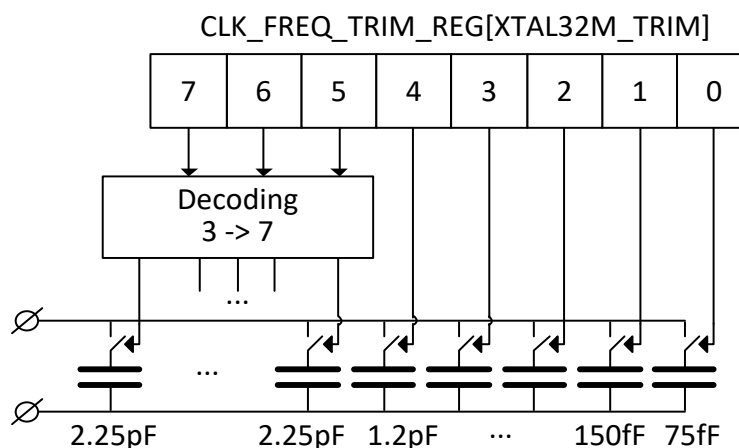 CLK_FREQ_TRIM_REG[XTAL32M_TRIM]
7 6 5 4 3 2 1 0
Decoding
3 -> 7
...
...
2.25pF 2.25pF 1.2pF ... 150fF 75fF